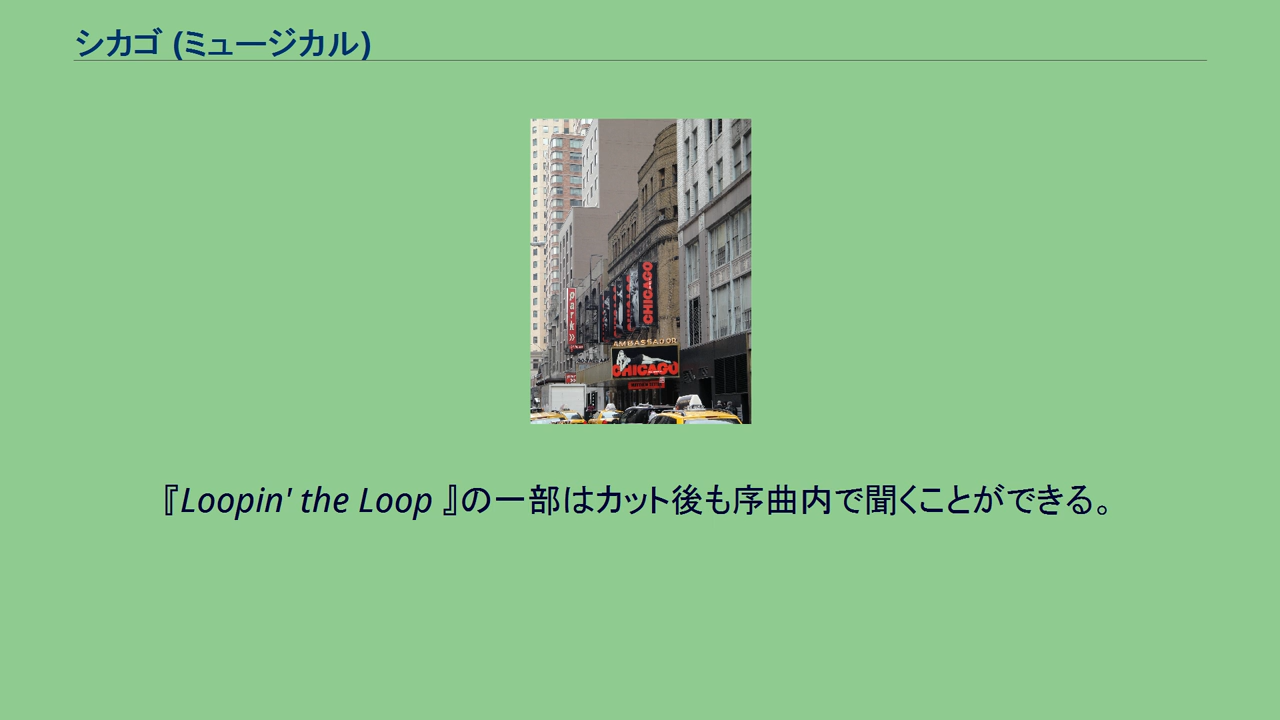 シカゴ (ミュージカル)
park
CHICAGO
AMBASSADOR
CHICAGO
『Loopin' the Loop 』の一部はカット後も序曲内で聞くことができる。